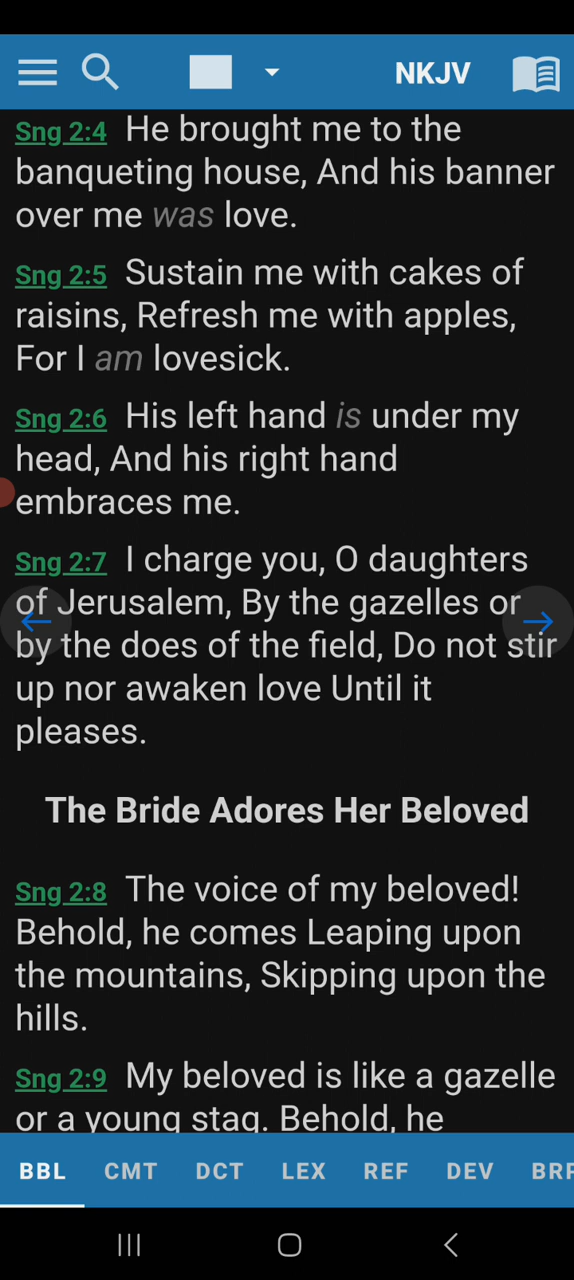 NKJV
Sng 2:4 He brought me to the
banqueting house, And his banner
over me was love.
Sng 2:5 Sustain me with cakes of
raisins, Refresh me with apples,
For I am lovesick.
Sng 2:6 His left hand is under my
head, And his right hand
embraces me.
Sng 2:7 I charge you, O daughters
of Jerusalem, By the gazelles or
by the does of the field, Do not stir
up nor awaken love Until it
pleases.
The Bride Adores Her Beloved
Sng 2:8 The voice of my beloved!
Behold, he comes Leaping upon
the mountains, Skipping upon the
hills.
Sng 2:9 My beloved is like a gazelle
or a young stag. Behold, he
BBL CMT DCT LEX REF DEV BRP